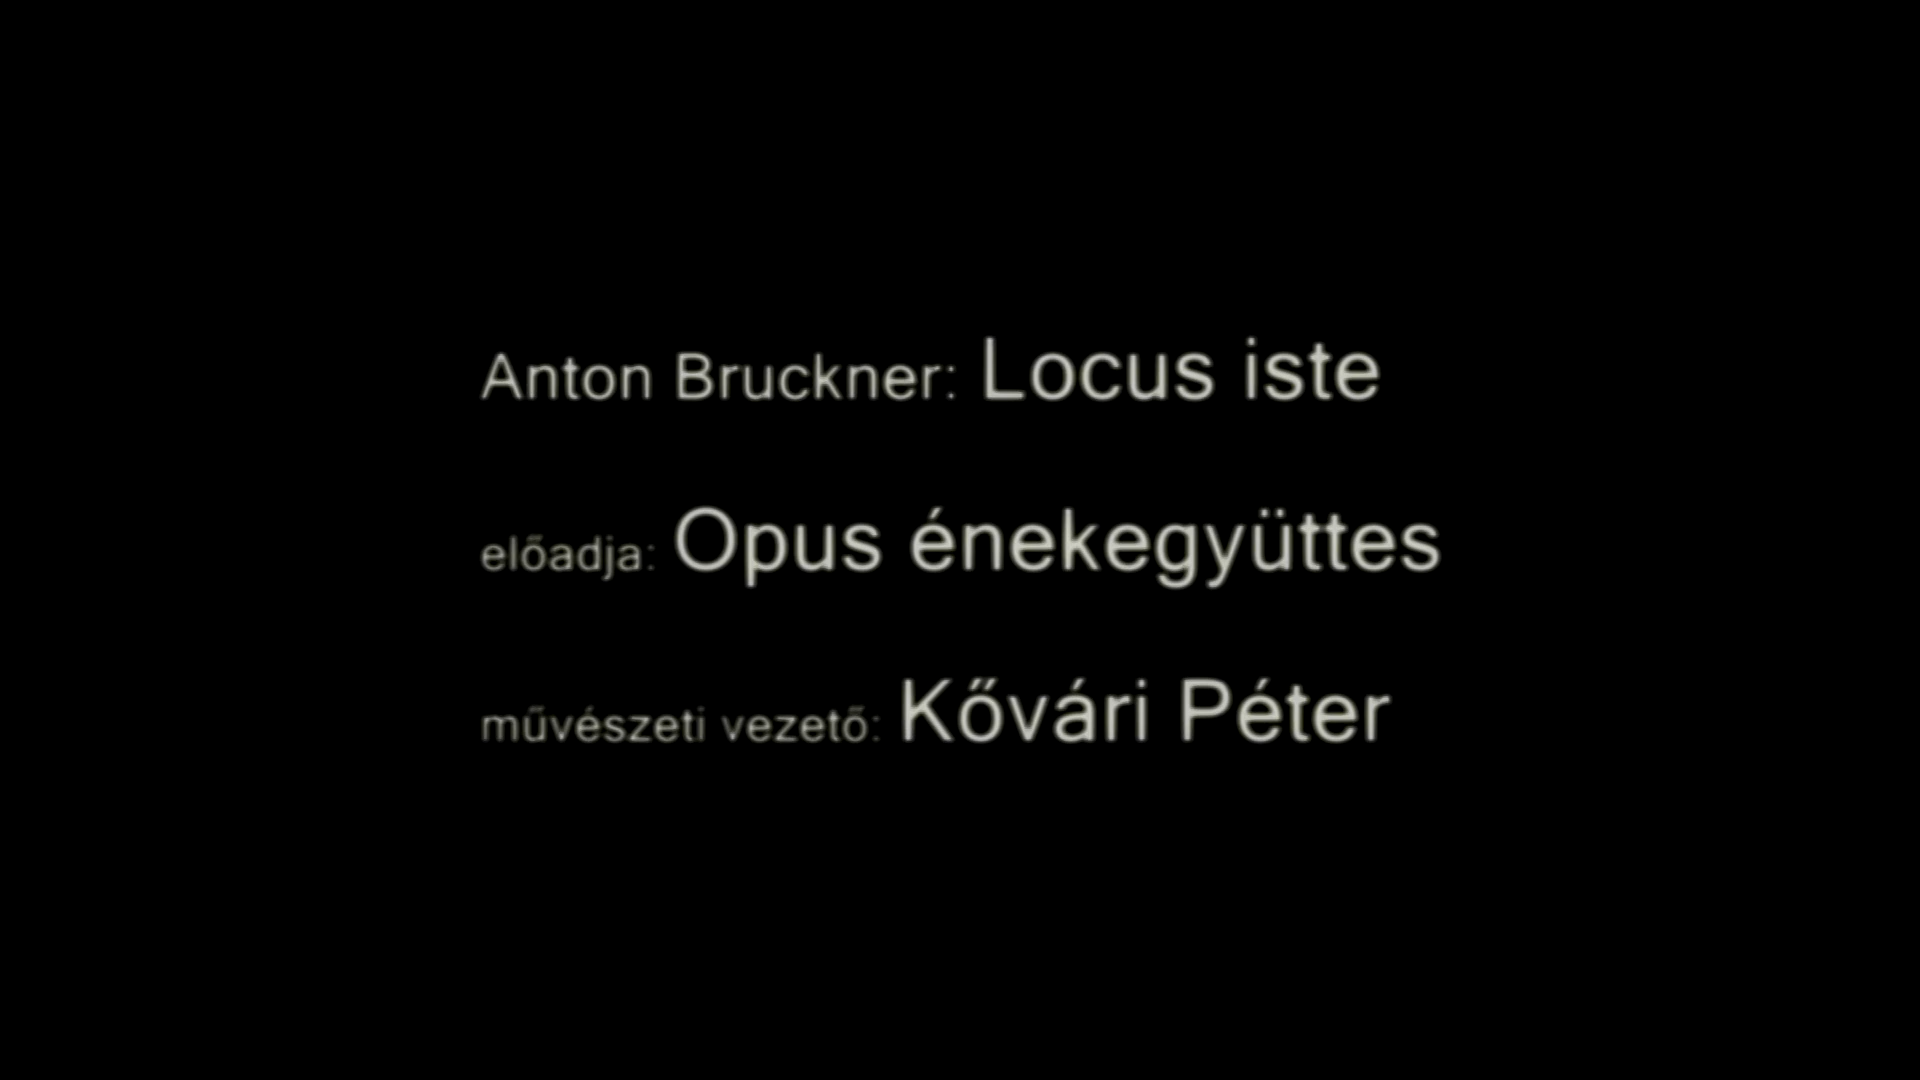 Anton Bruckner: Locus iste
előadja: Opus énekegyüttes
művészeti vezető: Kővári Péter